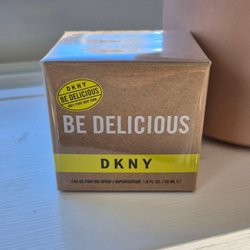 DKNY
BE DELICIOUS
100% PURE NEW YORK
BE DELICIOUS
DKNY
EAU DE PARFUM SPRAY / VAPORISATEUR 1.0 FL. OZ. / 30 ML ℮